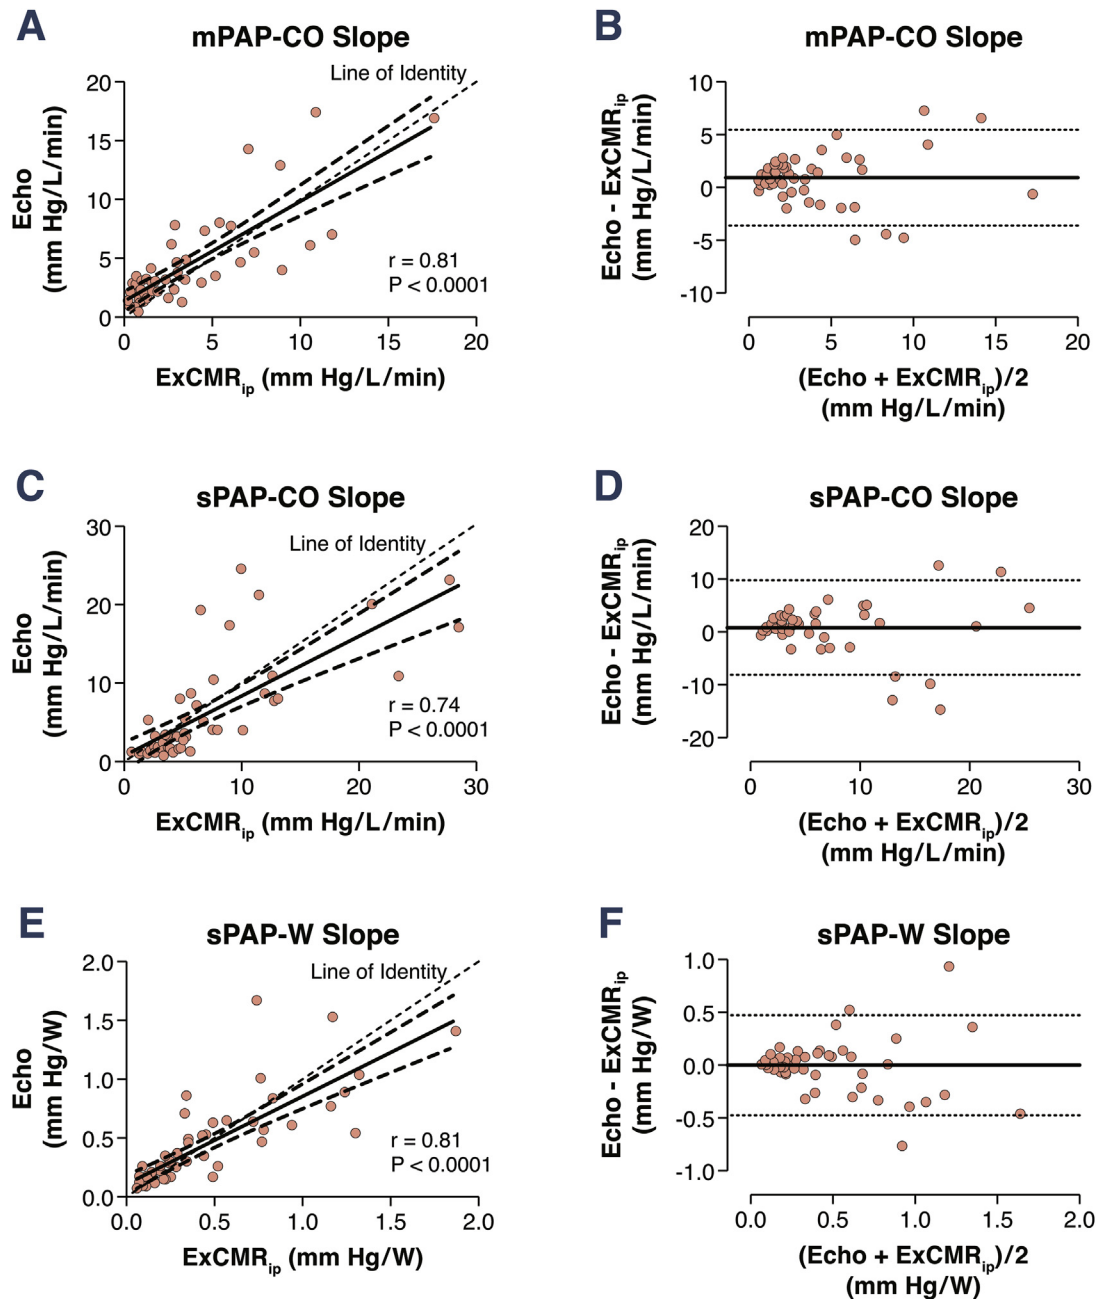 A
mPAP-CO Slope
Line of Identity
20
15
10
5
0
Echo
(mm Hg/L/min)
r = 0.81
P < 0.0001
0 5 10 15 20
ExCMRip (mm Hg/L/min)
B
mPAP-CO Slope
10
5
0
-5
-10
Echo - ExCMRip
(mm Hg/L/min)
0 5 10 15 20
(Echo + ExCMRip)/2
(mm Hg/L/min)
C
sPAP-CO Slope
Line of Identity
30
20
10
0
Echo
(mm Hg/L/min)
r = 0.74
P < 0.0001
0 10 20 30
ExCMRip (mm Hg/L/min)
D
sPAP-CO Slope
20
10
0
-10
-20
Echo - ExCMRip
(mm Hg/L/min)
0 10 20 30
(Echo + ExCMRip)/2
(mm Hg/L/min)
E
sPAP-W Slope
Line of Identity
2.0
1.5
1.0
0.5
0.0
Echo
(mm Hg/W)
r = 0.81
P < 0.0001
0.0 0.5 1.0 1.5 2.0
ExCMRip (mm Hg/W)
F
sPAP-W Slope
1.0
0.5
0.0
-0.5
-1.0
Echo - ExCMRip
(mm Hg/W)
0.0 0.5 1.0 1.5 2.0
(Echo + ExCMRip)/2
(mm Hg/W)